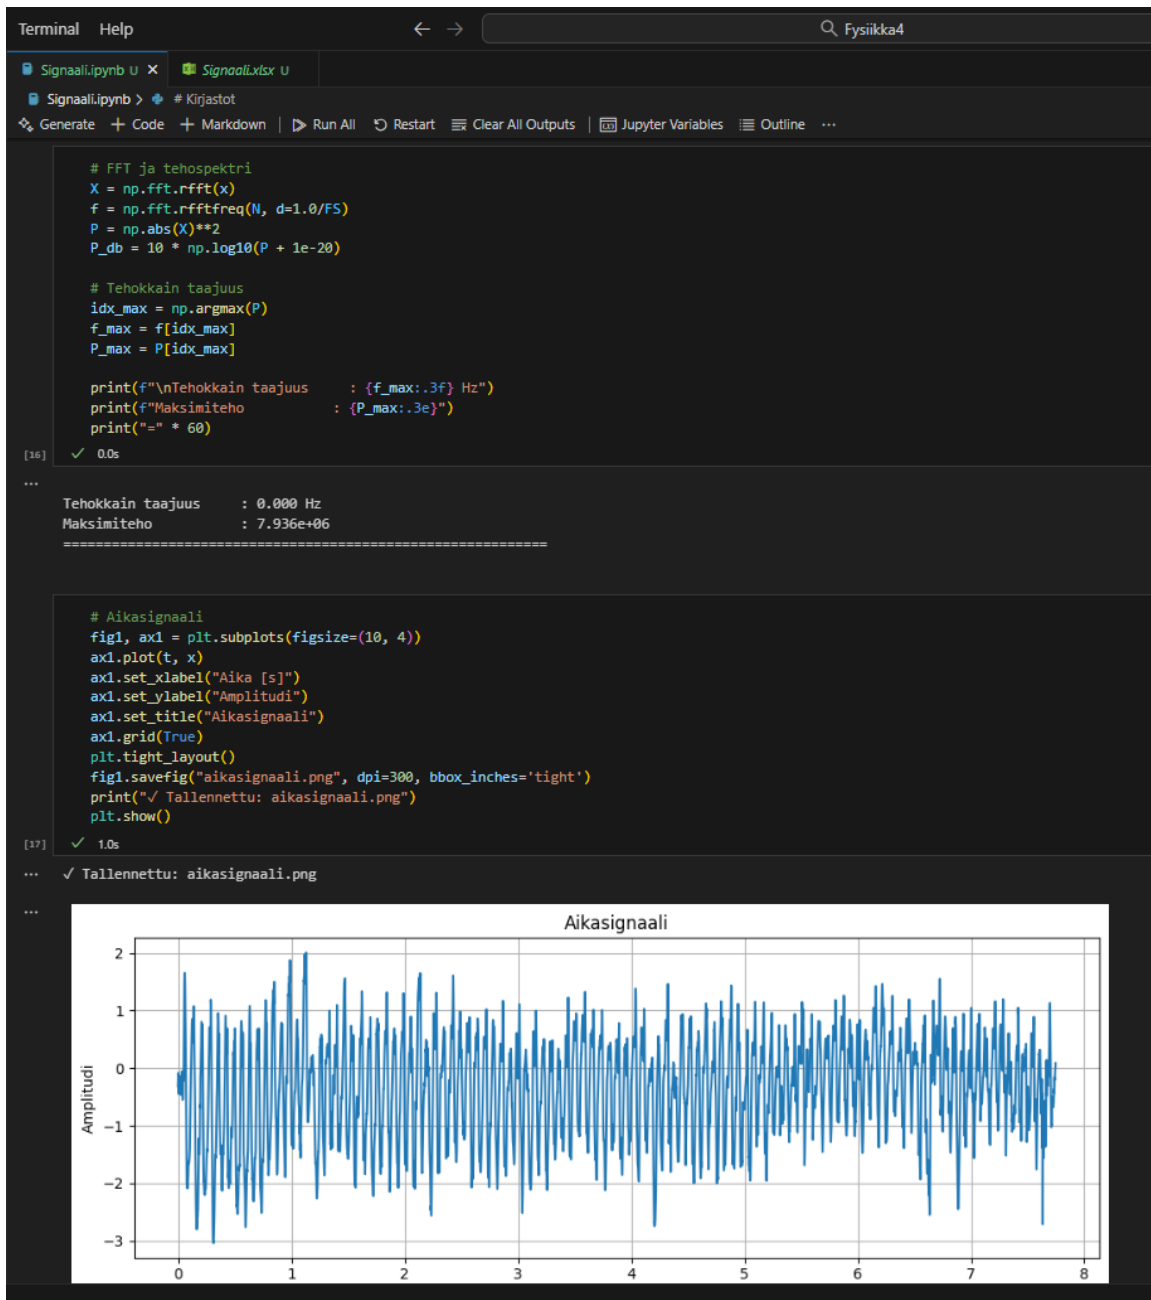 Terminal Help Fysiikka4
Signaali.ipynb U Signaali.xlsx U
Signaali.ipynb > # Kirjastot
Generate + Code + Markdown | Run All Restart Clear All Outputs | Jupyter Variables Outline ...
# FFT ja tehospektri
X = np.fft.rfft(x)
f = np.fft.rfftfreq(N, d=1.0/FS)
P = np.abs(X)**2
P_db = 10 * np.log10(P + 1e-20)
# Tehokkain taajuus
idx_max = np.argmax(P)
f_max = f[idx_max]
P_max = P[idx_max]
print(f"\nTehokkain taajuus     : {f_max:.3f} Hz")
print(f"Maksimiteho           : {P_max:.3e}")
print("=" * 60)
[16] ✓ 0.0s
...
Tehokkain taajuus     : 0.000 Hz
Maksimiteho           : 7.936e+06
============================================================
# Aikasignaali
fig1, ax1 = plt.subplots(figsize=(10, 4))
ax1.plot(t, x)
ax1.set_xlabel("Aika [s]")
ax1.set_ylabel("Amplitudi")
ax1.set_title("Aikasignaali")
ax1.grid(True)
plt.tight_layout()
fig1.savefig("aikasignaali.png", dpi=300, bbox_inches='tight')
print("√ Tallennettu: aikasignaali.png")
plt.show()
[17] ✓ 1.0s
... √ Tallennettu: aikasignaali.png
...
Aikasignaali
2
1
0
Amplitudi
−1
−2
−3
0 1 2 3 4 5 6 7 8